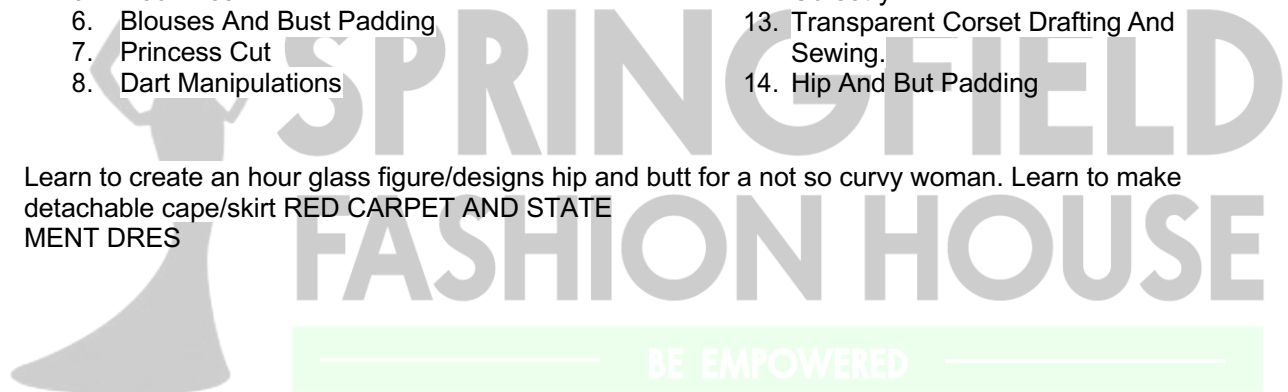 6. Blouses And Bust Padding
7. Princess Cut
8. Dart Manipulations
13. Transparent Corset Drafting And
Sewing.
14. Hip And But Padding
Learn to create an hour glass figure/designs hip and butt for a not so curvy woman. Learn to make
detachable cape/skirt RED CARPET AND STATE
MENT DRES
SPRINGFIELD
FASHION HOUSE
BE EMPOWERED